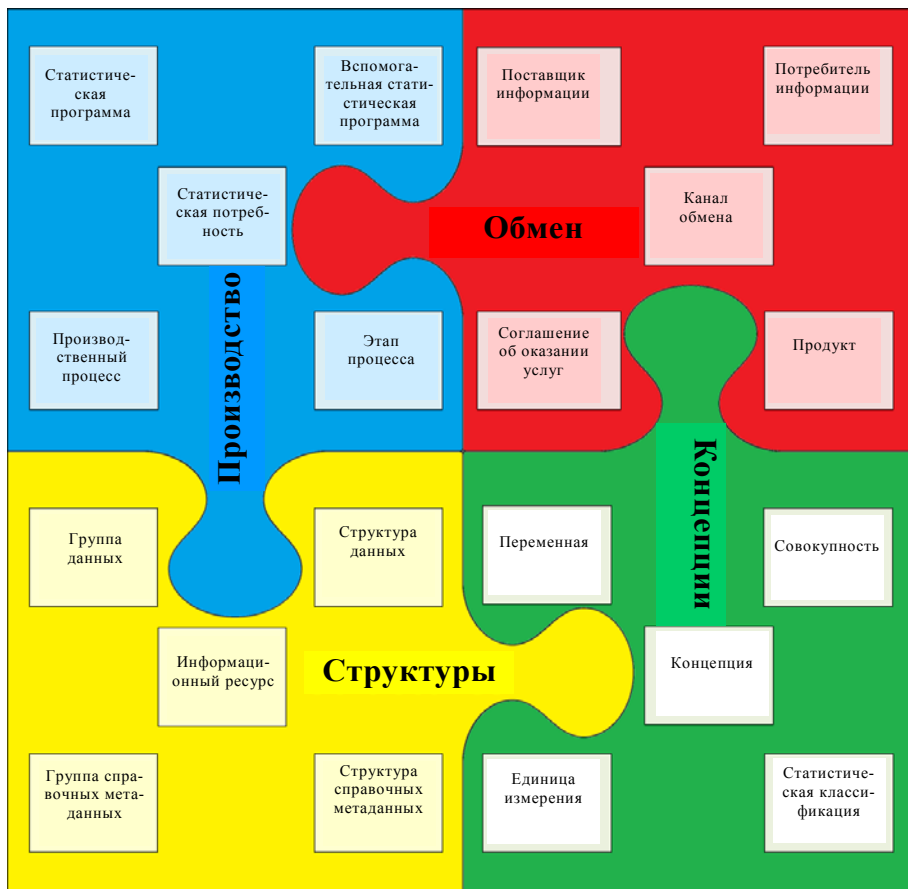 Статистиче-
ская
программа
Вспомога-
тельная стати-
стическая
программа
Поставщик
информации
Потребитель
информации
Статистиче-
ская потреб-
ность
Канал
обмена
Обмен
Производство
Производ-
ственный
процесс
Этап
процесса
Соглашение
об оказании
услуг
Продукт
Концепции
Группа
данных
Структура
данных
Переменная
Совокупность
Информаци-
онный ресурс
Структуры
Концепция
Группа спра-
вочных мета-
данных
Структура
справочных
метаданных
Единица
измерения
Статистиче-
ская класси-
фикация